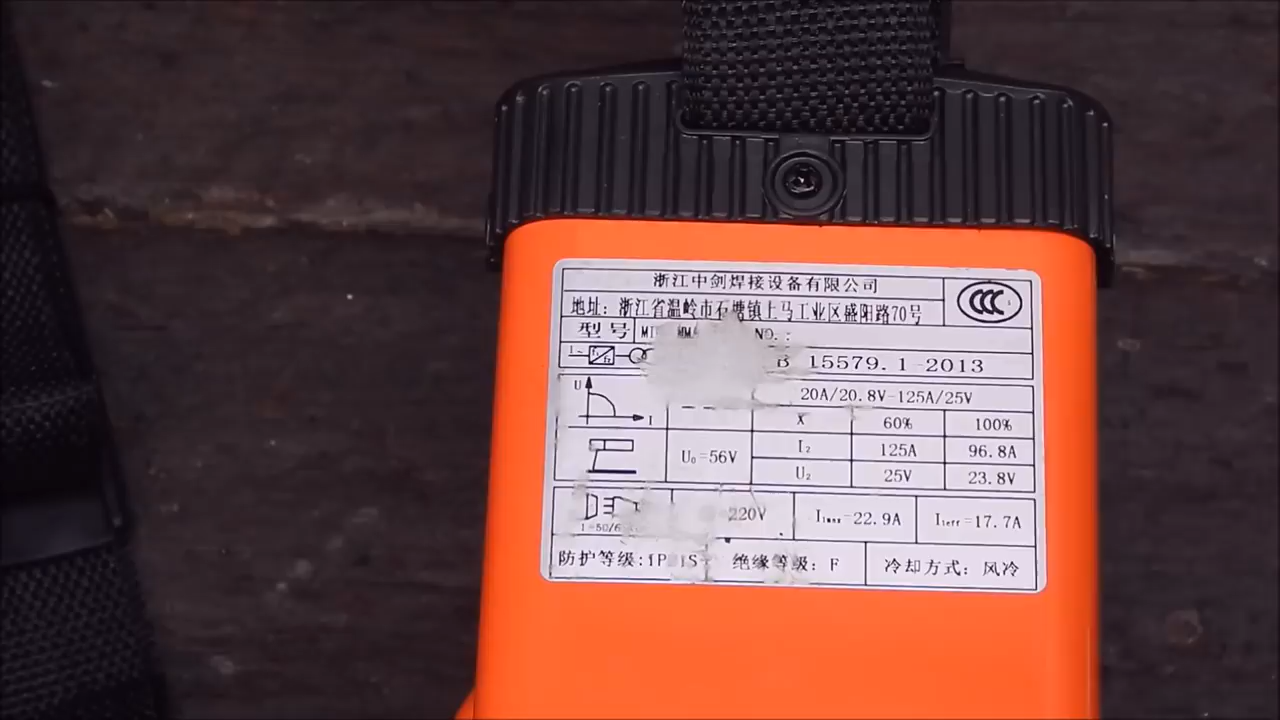 浙江中剑焊接设备有限公司
CCC
地址：浙江省温岭市石塘镇上马工业区盛阳路70号
型号 NO.:
15579.1-2013
U I
20A/20.8V-125A/25V
X 60% 100%
U₀=56V I₂ 125A 96.8A
U₂ 25V 23.8V
220V I₁max=22.9A I₁eff=17.7A
防护等级: 绝缘等级：F 冷却方式：风冷